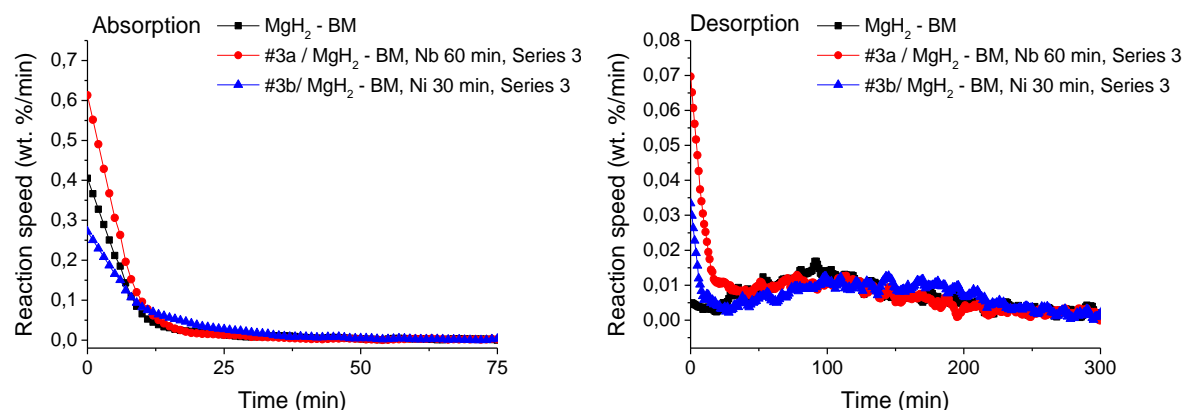 Absorption
MgH₂ - BM
#3a / MgH₂ - BM, Nb 60 min, Series 3
#3b/ MgH₂ - BM, Ni 30 min, Series 3
Reaction speed (wt. %/min)
0,7
0,6
0,5
0,4
0,3
0,2
0,1
0,0
0 25 50 75
Time (min)
Desorption
MgH₂ - BM
#3a / MgH₂ - BM, Nb 60 min, Series 3
#3b/ MgH₂ - BM, Ni 30 min, Series 3
Reaction speed (wt. %/min)
0,08
0,07
0,06
0,05
0,04
0,03
0,02
0,01
0,00
0 100 200 300
Time (min)